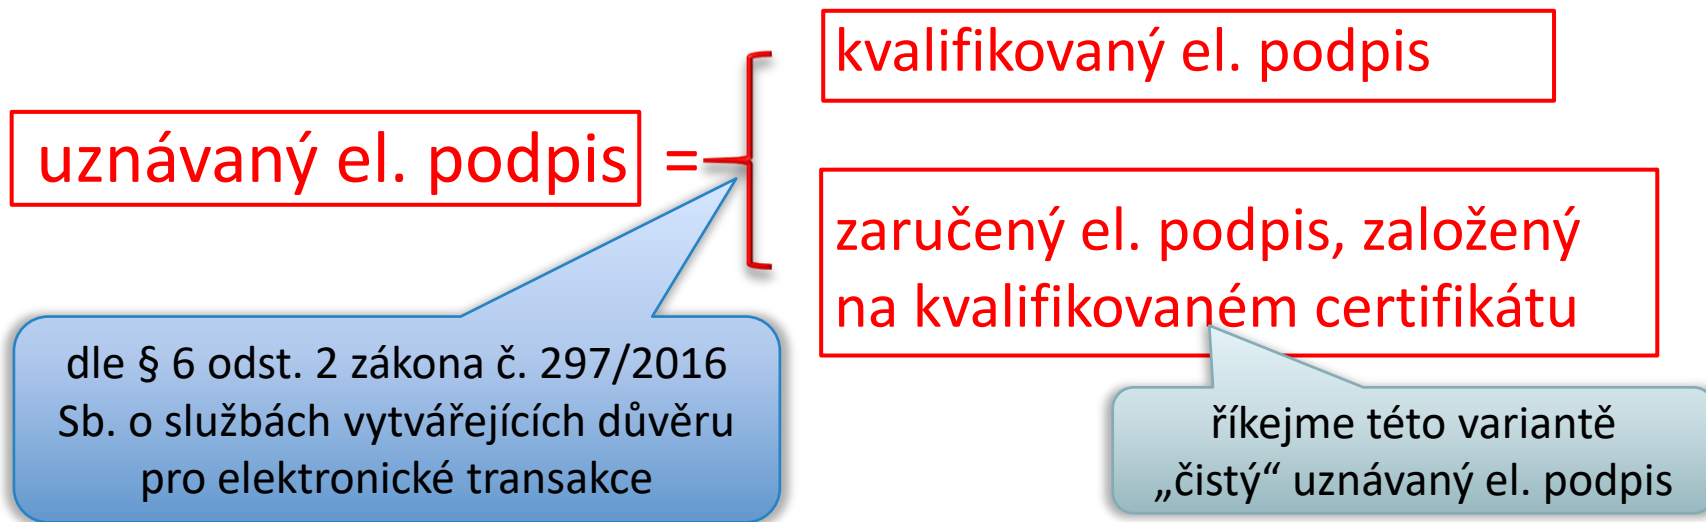 kvalifikovaný el. podpis
uznávaný el. podpis =
zaručený el. podpis, založený
na kvalifikovaném certifikátu
dle § 6 odst. 2 zákona č. 297/2016
Sb. o službách vytvářejících důvěru
pro elektronické transakce
říkejme této variantě
„čistý“ uznávaný el. podpis